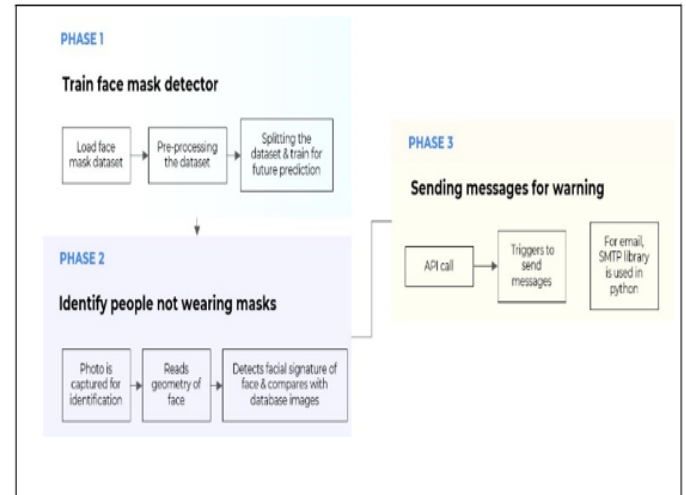 PHASE 1
Train face mask detector
Load face
mask dataset
Pre-processing
the dataset
Splitting the
dataset & train for
future prediction
PHASE 2
Identify people not wearing masks
Photo is
captured for
identification
Reads
geometry of
face
Detects facial signature of
face & compares with
database images
PHASE 3
Sending messages for warning
API call
Triggers to
send
messages
For email,
SMTP library
is used in
python